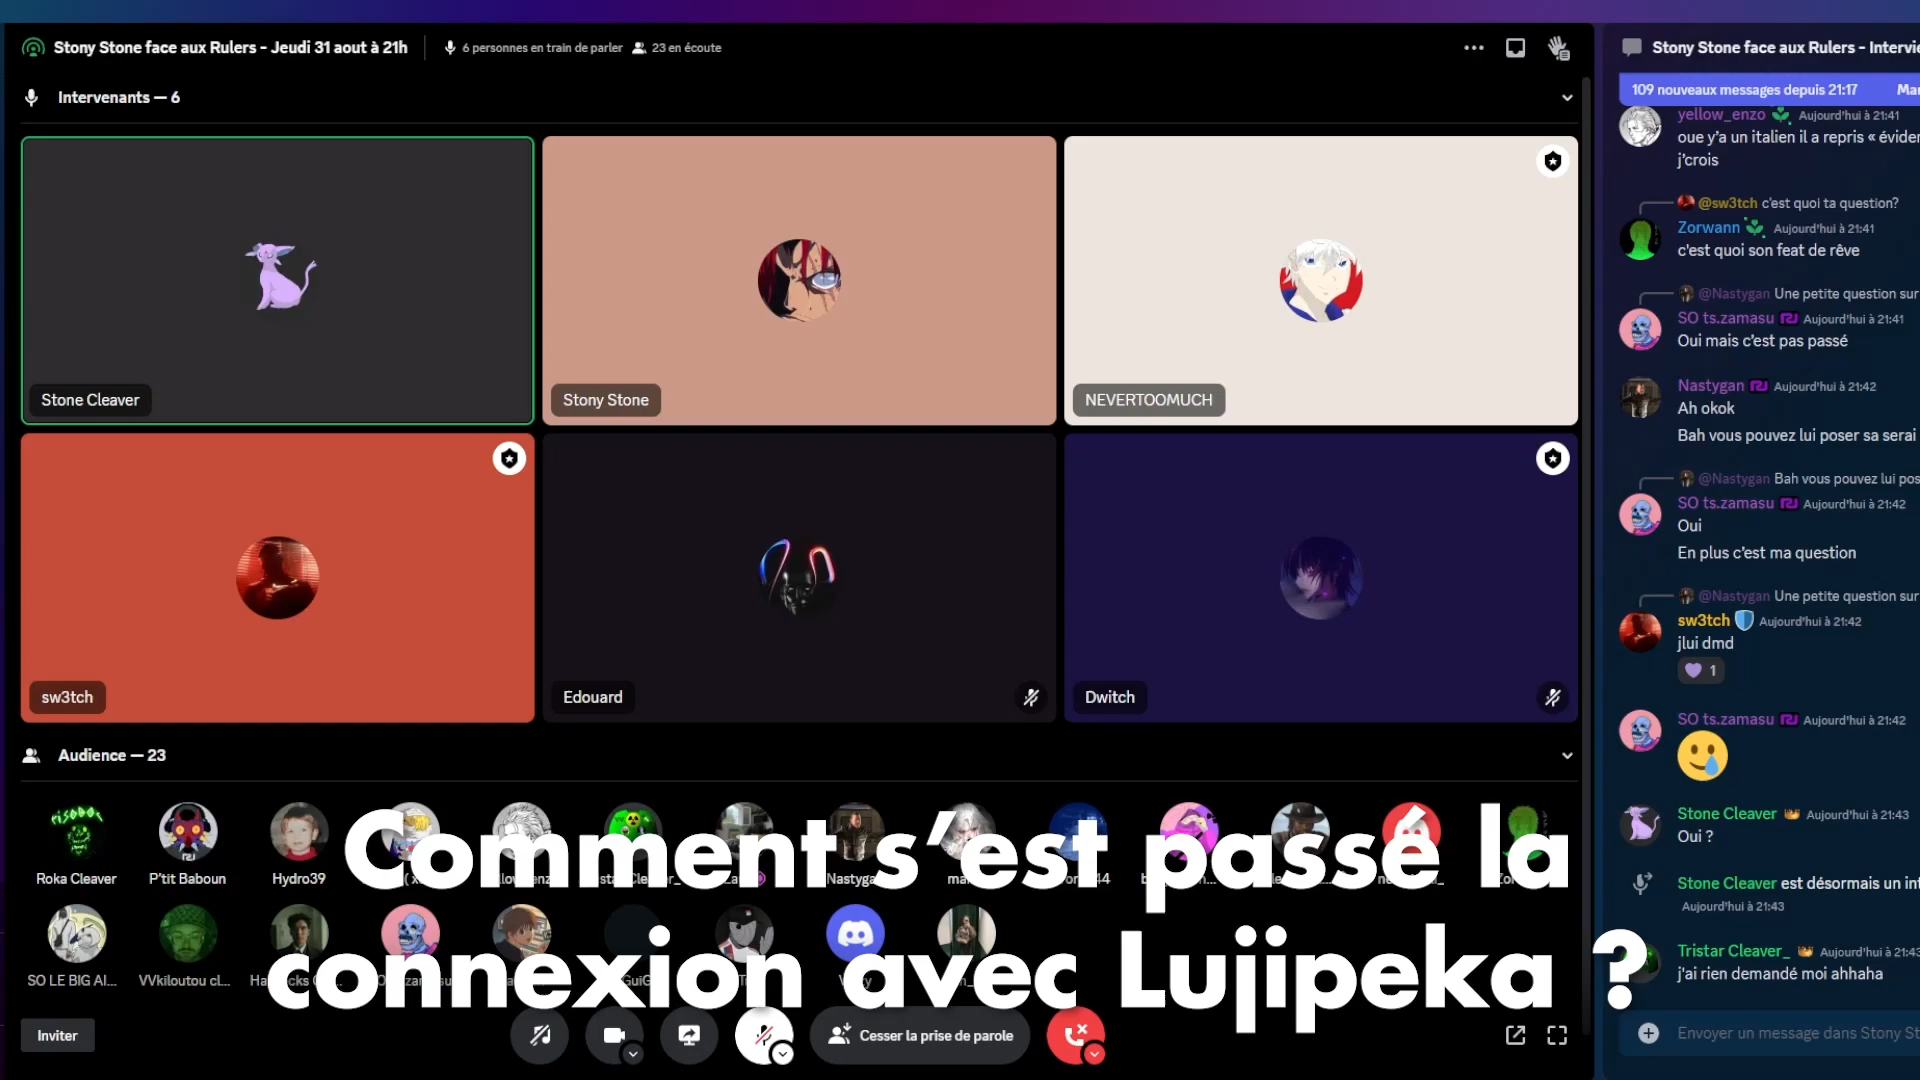 Stony Stone face aux Rulers - Jeudi 31 aout à 21h
6 personnes en train de parler
23 en écoute
Intervenants — 6
Stone Cleaver
Stony Stone
NEVERTOOMUCH
sw3tch
Edouard
Dwitch
Audience — 23
Roka Cleaver
P'tit Baboun
Hydro39
SO LE BIG AI...
VVkiloutou cl...
Comment s'est passé la
connexion avec Lujipeka ?
Inviter
Cesser la prise de parole
Stony Stone face aux Rulers - Intervie
109 nouveaux messages depuis 21:17
yellow_enzo Aujourd'hui à 21:41
oue y'a un italien il a repris « évider
j'crois
@sw3tch c'est quoi ta question?
Zorwann Aujourd'hui à 21:41
c'est quoi son feat de rêve
@Nastygan Une petite question sur
SO ts.zamasu Aujourd'hui à 21:41
Oui mais c'est pas passé
Nastygan Aujourd'hui à 21:42
Ah okok
Bah vous pouvez lui poser sa serai
@Nastygan Bah vous pouvez lui pos
SO ts.zamasu Aujourd'hui à 21:42
Oui
En plus c'est ma question
@Nastygan Une petite question sur
sw3tch Aujourd'hui à 21:42
jlui dmd
1
SO ts.zamasu Aujourd'hui à 21:42
Stone Cleaver Aujourd'hui à 21:43
Oui ?
Stone Cleaver est désormais un int
Aujourd'hui à 21:43
Tristar Cleaver_ Aujourd'hui à 21:43
j'ai rien demandé moi ahhaha
Envoyer un message dans Stony St